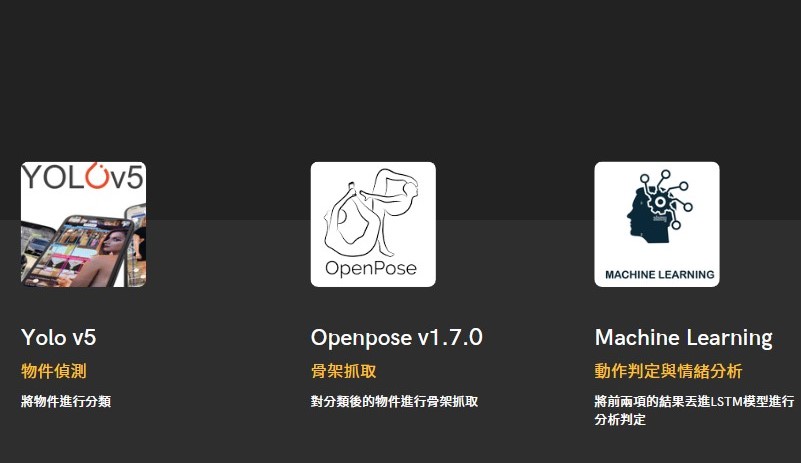 YOLOv5
OpenPose
MACHINE LEARNING
Yolo v5
Openpose v1.7.0
Machine Learning
物件偵測
骨架抓取
動作判定與情緒分析
將物件進行分類
對分類後的物件進行骨架抓取
將前兩項的結果丟進LSTM模型進行
分析判定